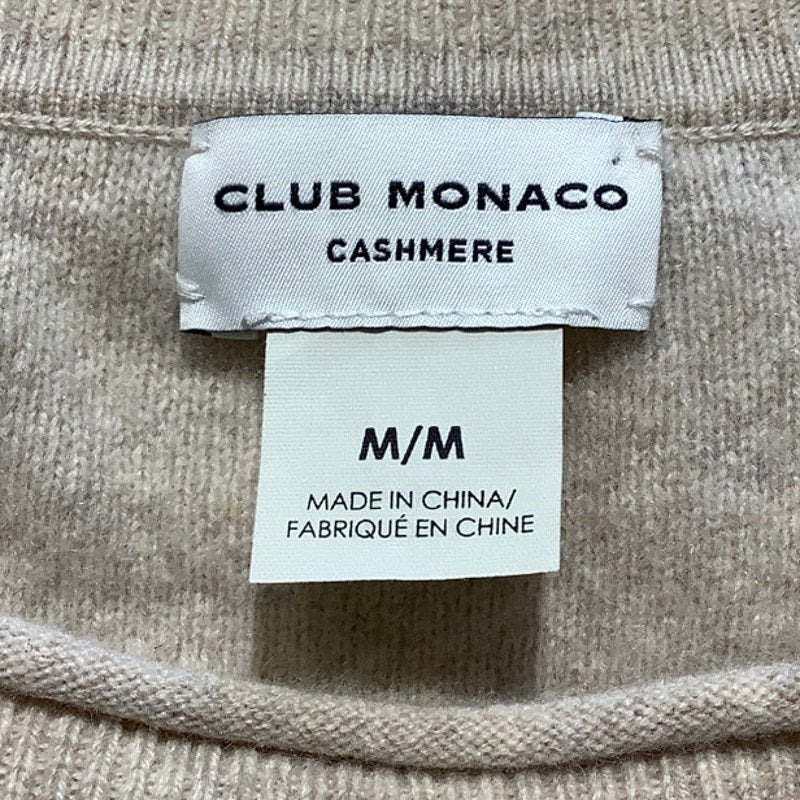 CLUB MONACO
CASHMERE
M/M
MADE IN CHINA/
FABRIQUÉ EN CHINE